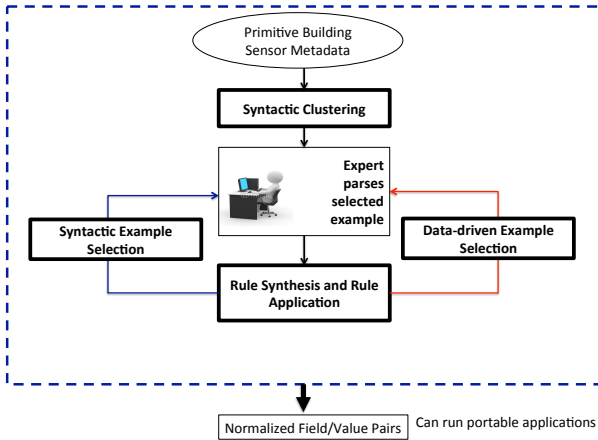 Primitive Building
Sensor Metadata
Syntactic Clustering
Expert
parses
selected
example
Syntactic Example
Selection
Data-driven Example
Selection
Rule Synthesis and Rule
Application
Normalized Field/Value Pairs
Can run portable applications